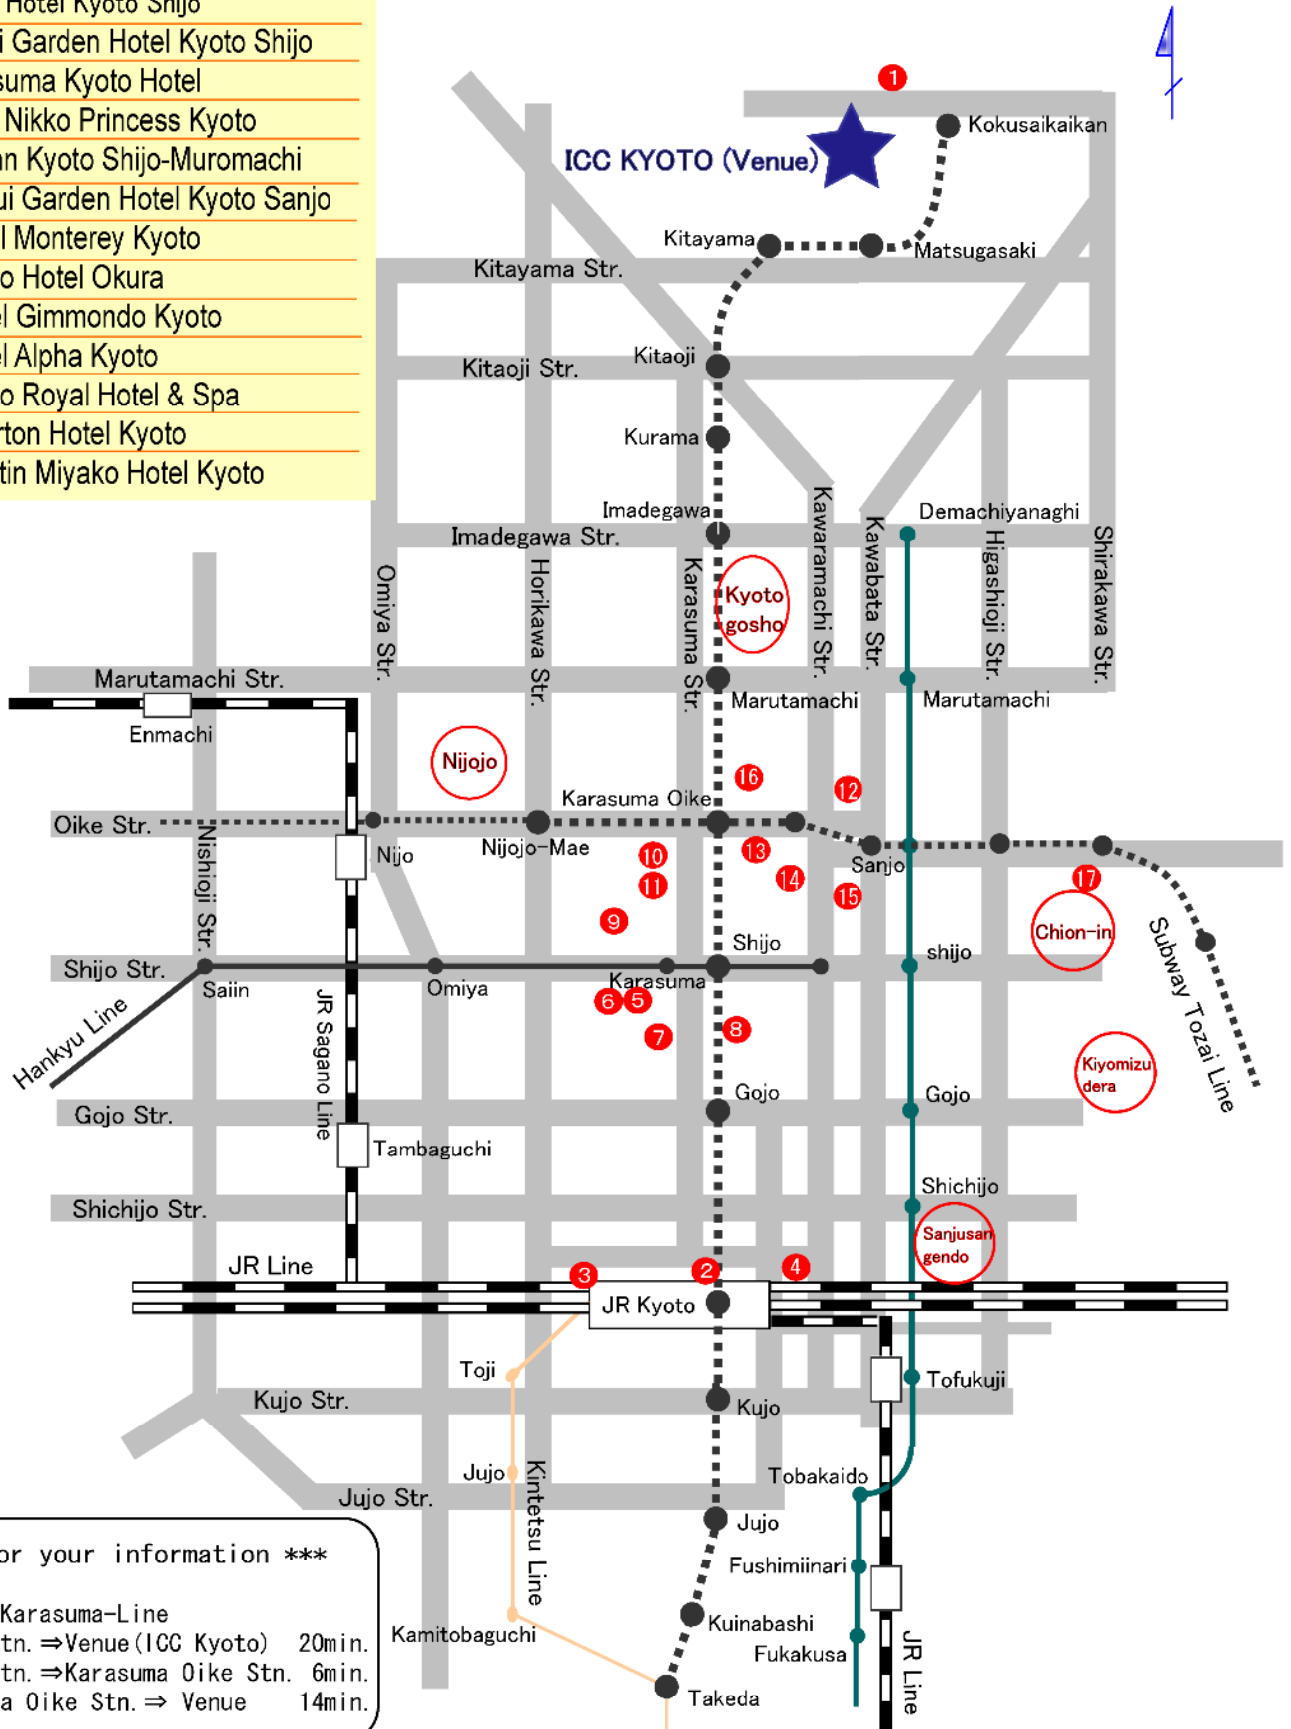 Hotel Kyoto Shijo
i Garden Hotel Kyoto Shijo
suma Kyoto Hotel
Nikko Princess Kyoto
an Kyoto Shijo-Muromachi
ui Garden Hotel Kyoto Sanjo
l Monterey Kyoto
o Hotel Okura
el Gimmondo Kyoto
el Alpha Kyoto
o Royal Hotel & Spa
rton Hotel Kyoto
tin Miyako Hotel Kyoto
1
Kokusaikaikan
ICC KYOTO (Venue)
Kitayama
Matsugasaki
Kitayama Str.
Kitaoji
Kitaoji Str.
Kurama
Imadegawa
Demachiyanaghi
Imadegawa Str.
Omiya Str.
Horikawa Str.
Karasuma Str.
Kawaramachi Str.
Kawabata Str.
Higashioji Str.
Shirakawa Str.
Kyoto
gosho
Marutamachi Str.
Marutamachi
Marutamachi
Enmachi
Nijojo
16
12
Karasuma Oike
Oike Str.
Nishioji Str.
Nijo
Nijojo-Mae
10
13
Sanjo
11
14
15
17
9
Chion-in
Subway Tozai Line
Shijo
shijo
Shijo Str.
Saiin
Omiya
Karasuma
6
5
7
8
Hankyu Line
JR Sagano Line
Kiyomizu
dera
Gojo
Gojo
Gojo Str.
Tambaguchi
Shichijo
Shichijo Str.
Sanjusan
gendo
JR Line
3
2
4
JR Kyoto
Toji
Tofukuji
Kujo Str.
Kujo
Jujo
Kintetsu Line
Tobakaido
Jujo Str.
Jujo
Fushimiinari
Kuinabashi
Kamitobaguchi
Fukakusa
JR Line
Takeda
or your information ***
Karasuma-Line
tn. ⇒Venue(ICC Kyoto) 20min.
tn. ⇒Karasuma Oike Stn. 6min.
a Oike Stn.⇒ Venue 14min.